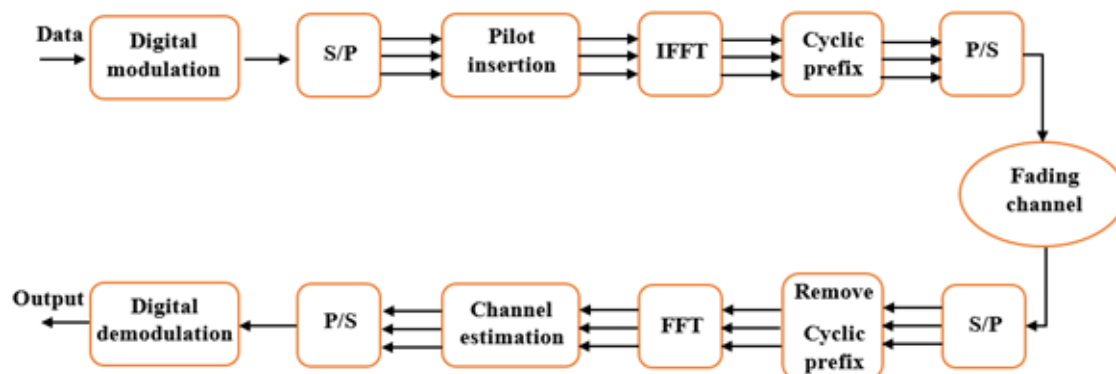 Data
Digital
modulation
S/P
Pilot
insertion
IFFT
Cyclic
prefix
P/S
Fading
channel
Output
Digital
demodulation
P/S
Channel
estimation
FFT
Remove
Cyclic
prefix
S/P